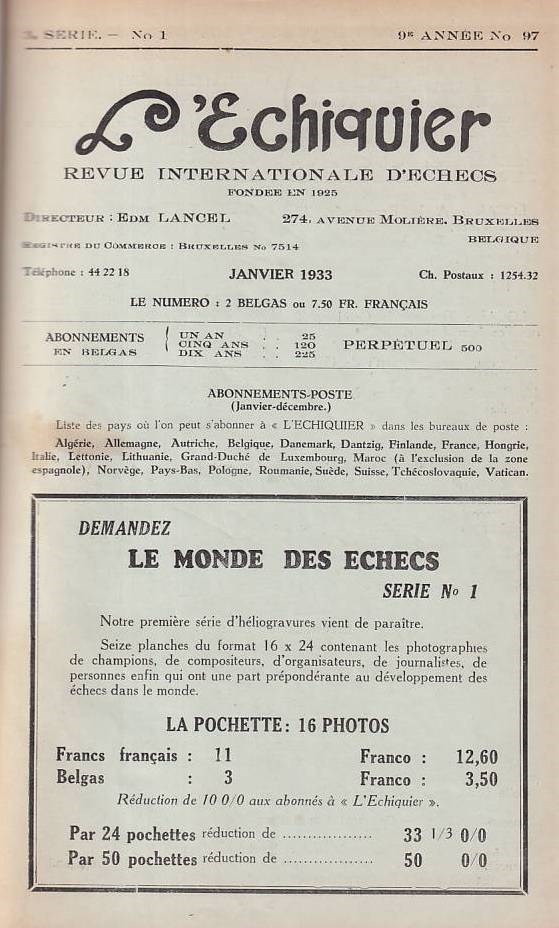 SERIE. — No 1 9e ANNÉE No 97
L'Echiquier
REVUE INTERNATIONALE D'ECHECS
FONDEE EN 1925
DIRECTEUR : EDM LANCEL 274, AVENUE MOLIÈRE. BRUXELLES
BELGIQUE
REGISTRE DU COMMERCE : BRUXELLES No 7514
Téléphone : 44 22 18 JANVIER 1933 Ch. Postaux : 1254.32
LE NUMERO : 2 BELGAS ou 7.50 FR. FRANÇAIS
ABONNEMENTS EN BELGAS { UN AN . . 25
CINQ ANS . . 120 PERPÉTUEL 500
DIX ANS . . 225
ABONNEMENTS-POSTE
(Janvier-décembre.)
Liste des pays où l'on peut s'abonner à « L'ECHIQUIER » dans les bureaux de poste :
Algérie, Allemagne, Autriche, Belgique, Danemark, Dantzig, Finlande, France, Hongrie,
Italie, Lettonie, Lithuanie, Grand-Duché de Luxembourg, Maroc (à l'exclusion de la zone
espagnole), Norvège, Pays-Bas, Pologne, Roumanie, Suède, Suisse, Tchécoslovaquie, Vatican.
DEMANDEZ
LE MONDE DES ECHECS
SERIE No 1
Notre première série d'héliogravures vient de paraître.
Seize planches du format 16 x 24 contenant les photographies
de champions, de compositeurs, d'organisateurs, de journalistes, de
personnes enfin qui ont une part prépondérante au développement des
échecs dans le monde.
LA POCHETTE: 16 PHOTOS
Francs français : 11 Franco : 12,60
Belgas : 3 Franco : 3,50
Réduction de 10 0/0 aux abonnés à « L'Echiquier ».
Par 24 pochettes réduction de .................. 33 1/3 0/0
Par 50 pochettes réduction de .................. 50 0/0